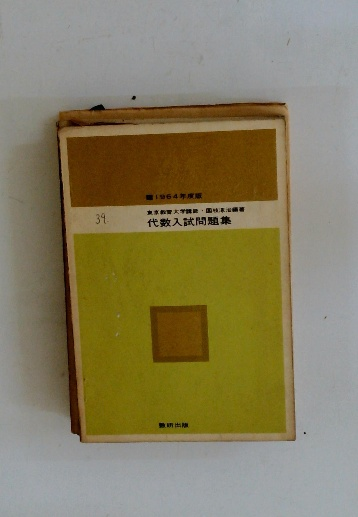 1964年度版
39.
東京教育大学講師・国枝津治編著
代数入試問題集
数研出版